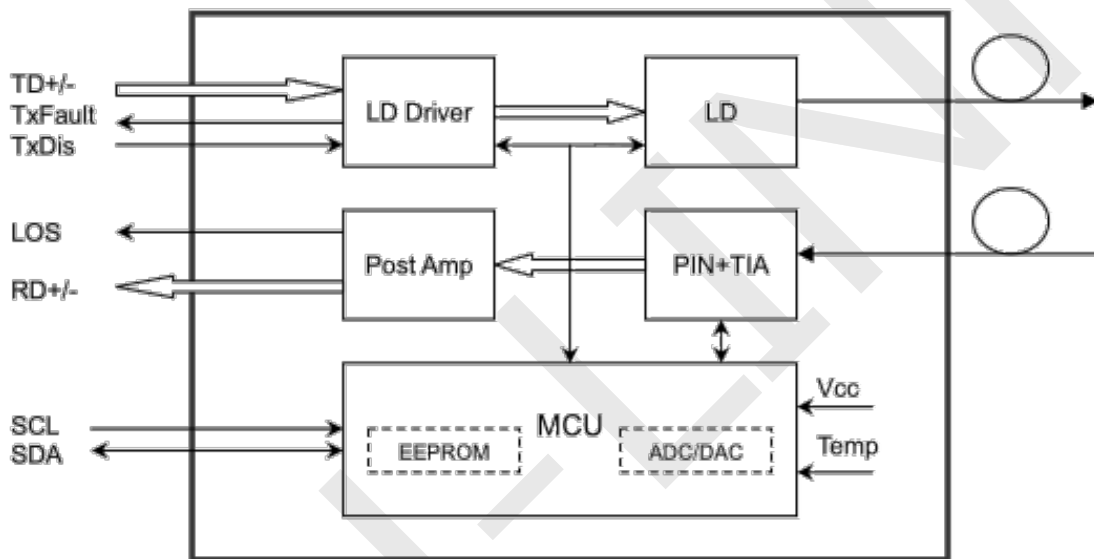 TD+/-
TxFault
TxDis
LD Driver
LD
LOS
RD+/-
Post Amp
PIN+TIA
SCL
SDA
MCU
EEPROM
ADC/DAC
Vcc
Temp